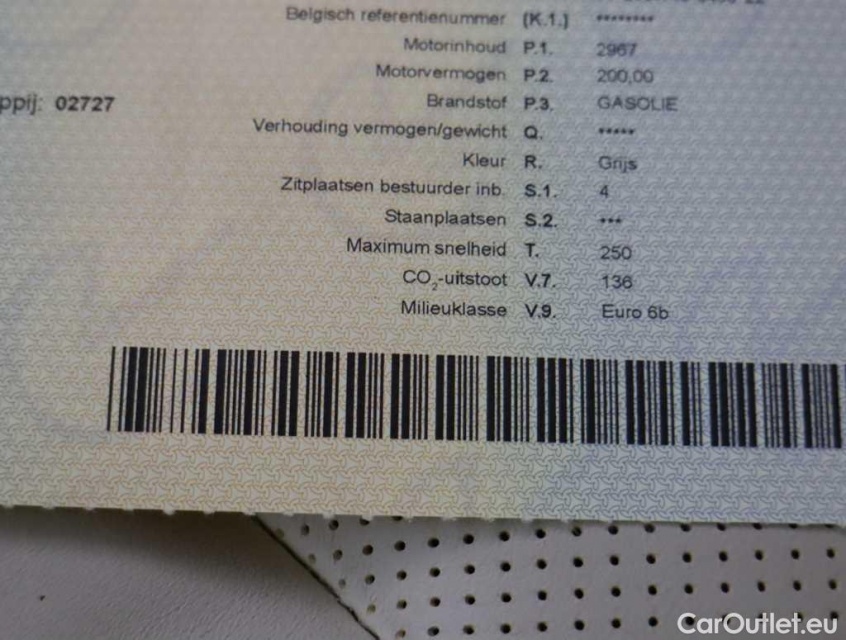 Belgisch referentienummer (K.1.) ********
Motorinhoud P.1. 2967
Motorvermogen P.2. 200,00
ppij: 02727
Brandstof P.3. GASOLIE
Verhouding vermogen/gewicht Q. *****
Kleur R. Grijs
Zitplaatsen bestuurder inb. S.1. 4
Staanplaatsen S.2. ***
Maximum snelheid T. 250
CO₂-uitstoot V.7. 136
Milieuklasse V.9. Euro 6b
CarOutlet.eu